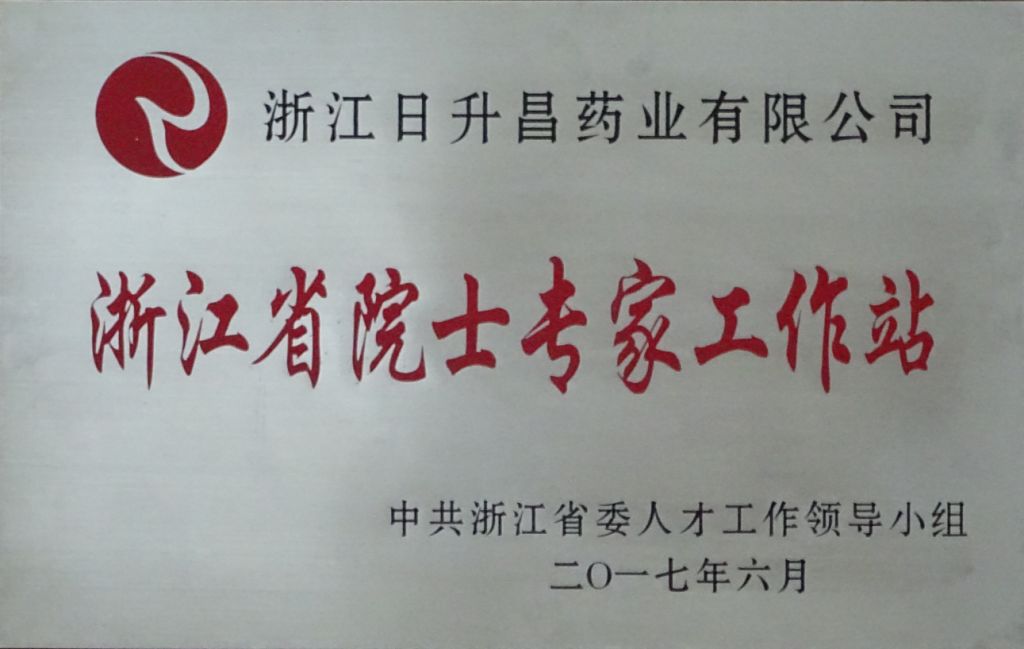 浙江日升昌药业有限公司
浙江省院士专家工作站
中共浙江省委人才工作领导小组
二〇一七年六月